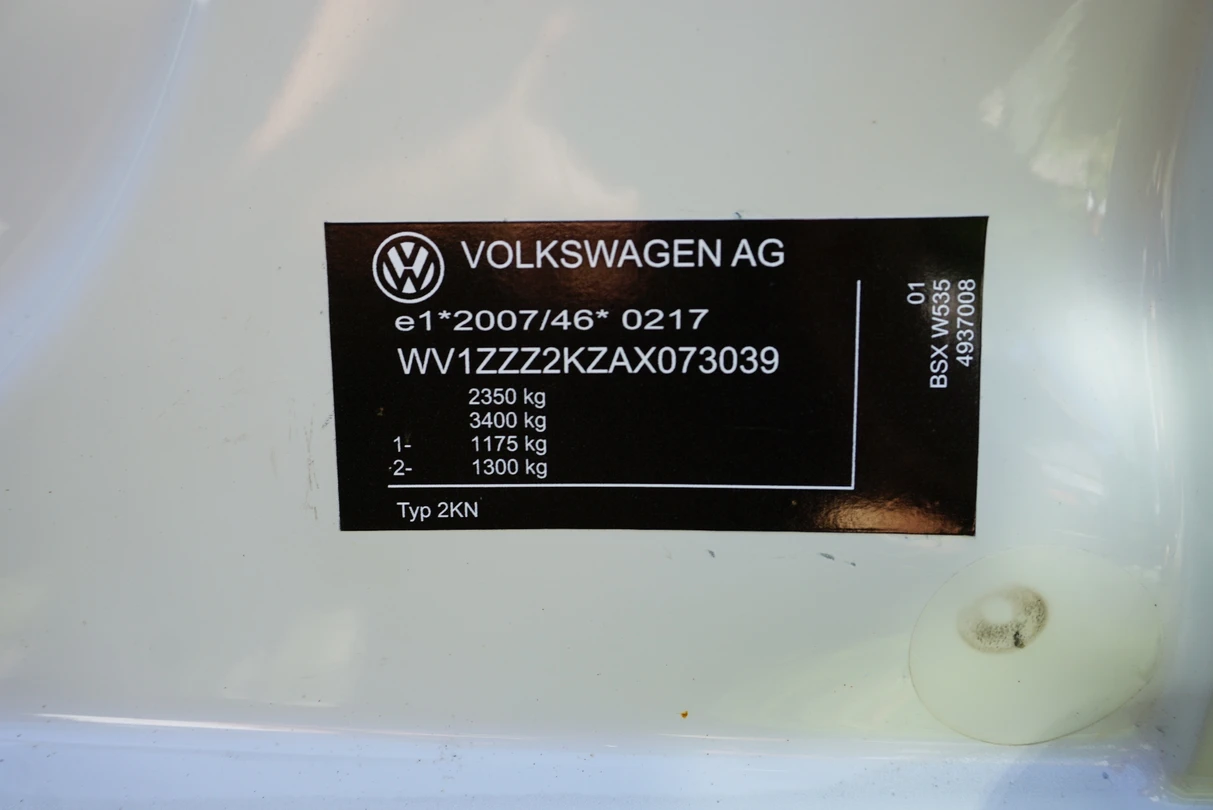 VOLKSWAGEN AG
e1*2007/46* 0217
WV1ZZZ2KZAX073039
2350 kg
3400 kg
1- 1175 kg
2- 1300 kg
Typ 2KN
01
BSX W535
4937008